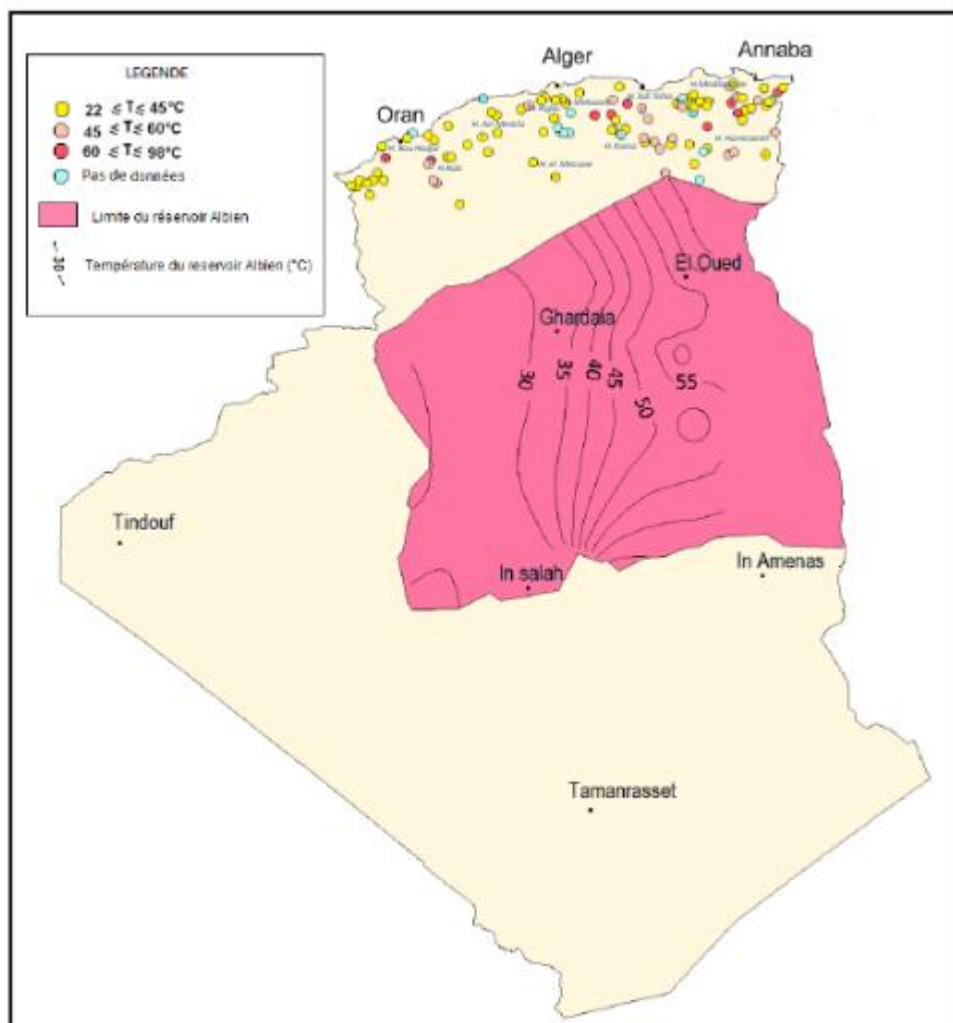 Annaba
Alger
LEGENDE
Oran
22 ≤ T ≤ 45°C
45 ≤ T ≤ 60°C
60 ≤ T ≤ 98°C
Pas de données
Limite du réservoir Albien
30
Température du reservoir Albien (°C)
El.Oued
Ghardaia
30
35
40
45
50
55
Tindouf
In salah
In Amenas
Tamanrasset